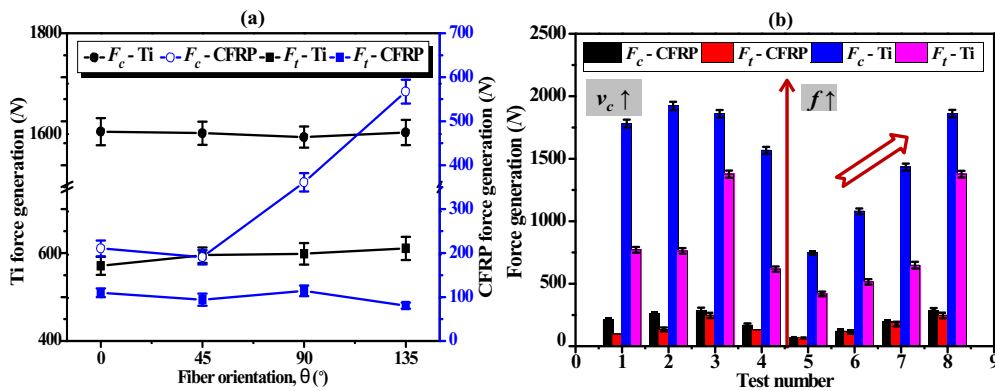 (a)
1800
1600
600
400
Ti force generation (N)
F_c - Ti F_c - CFRP F_t - Ti F_t - CFRP
700
600
500
400
300
200
100
0
CFRP force generation (N)
0 45 90 135
Fiber orientation, θ (°)
(b)
2500
2000
1500
1000
500
0
Force generation (N)
F_c - CFRP F_t - CFRP F_c - Ti F_t - Ti
v_c ↑ f ↑
0 1 2 3 4 5 6 7 8 9
Test number